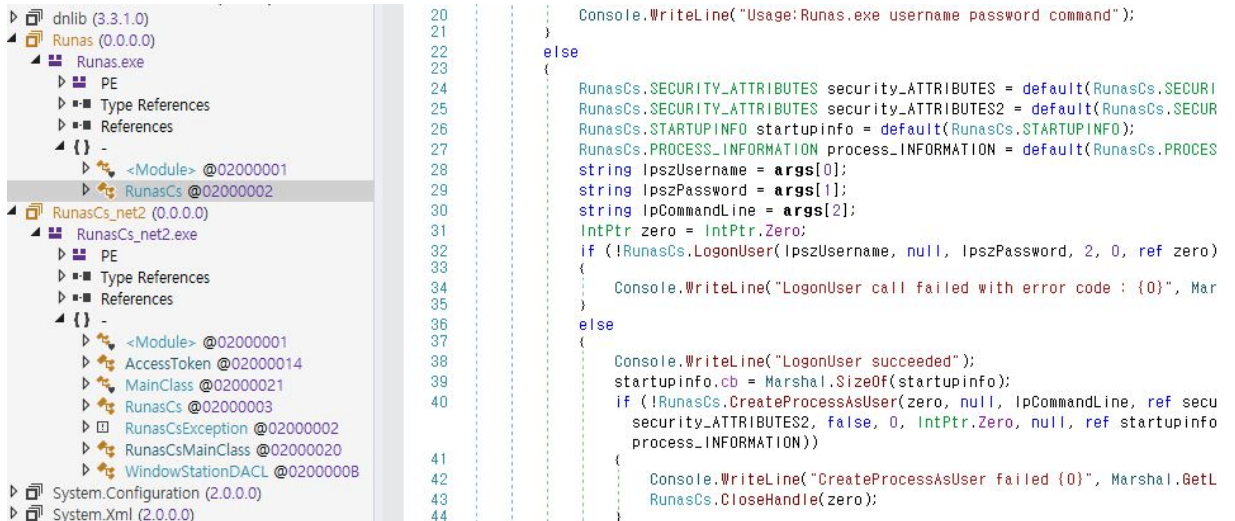 dnlib (3.3.1.0)
Runas (0.0.0.0)
Runas.exe
PE
Type References
References
{} -
<Module> @02000001
RunasCs @02000002
RunasCs_net2 (0.0.0.0)
RunasCs_net2.exe
PE
Type References
References
{} -
<Module> @02000001
AccessToken @02000014
MainClass @02000021
RunasCs @02000003
RunasCsException @02000002
RunasCsMainClass @02000020
WindowStationDACL @0200000B
System.Configuration (2.0.0.0)
System.Xml (2.0.0.0)
20 Console.WriteLine("Usage:Runas.exe username password command");
21 }
22 else
23 {
24 RunasCs.SECURITY_ATTRIBUTES security_ATTRIBUTES = default(RunasCs.SECURI
25 RunasCs.SECURITY_ATTRIBUTES security_ATTRIBUTES2 = default(RunasCs.SECUR
26 RunasCs.STARTUPINFO startupinfo = default(RunasCs.STARTUPINFO);
27 RunasCs.PROCESS_INFORMATION process_INFORMATION = default(RunasCs.PROCES
28 string lpszUsername = args[0];
29 string lpszPassword = args[1];
30 string lpCommandLine = args[2];
31 IntPtr zero = IntPtr.Zero;
32 if (!RunasCs.LogonUser(lpszUsername, null, lpszPassword, 2, 0, ref zero)
33 {
34 Console.WriteLine("LogonUser call failed with error code : {0}", Mar
35 }
36 else
37 {
38 Console.WriteLine("LogonUser succeeded");
39 startupinfo.cb = Marshal.SizeOf(startupinfo);
40 if (!RunasCs.CreateProcessAsUser(zero, null, lpCommandLine, ref secu
security_ATTRIBUTES2, false, 0, IntPtr.Zero, null, ref startupinfo
process_INFORMATION))
41 {
42 Console.WriteLine("CreateProcessAsUser failed {0}", Marshal.GetL
43 RunasCs.CloseHandle(zero);
44 }